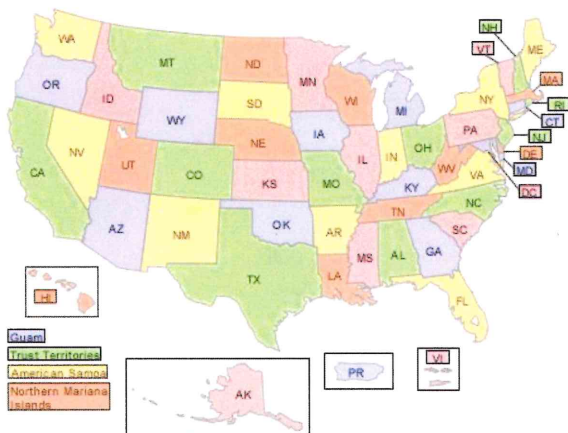 WA
ME
NH
VT
MT
ND
MN
OR
MA
ID
SD
WI
NY
RI
WY
MI
CT
PA
NJ
IA
NE
DE
NV
IL
IN
OH
MD
UT
WV
CO
VA
DC
KS
MO
KY
CA
NC
TN
OK
SC
AZ
NM
AR
MS
AL
GA
TX
LA
FL
HI
Guam
Trust Territories
American Samoa
Northern Mariana
Islands
VI
PR
AK